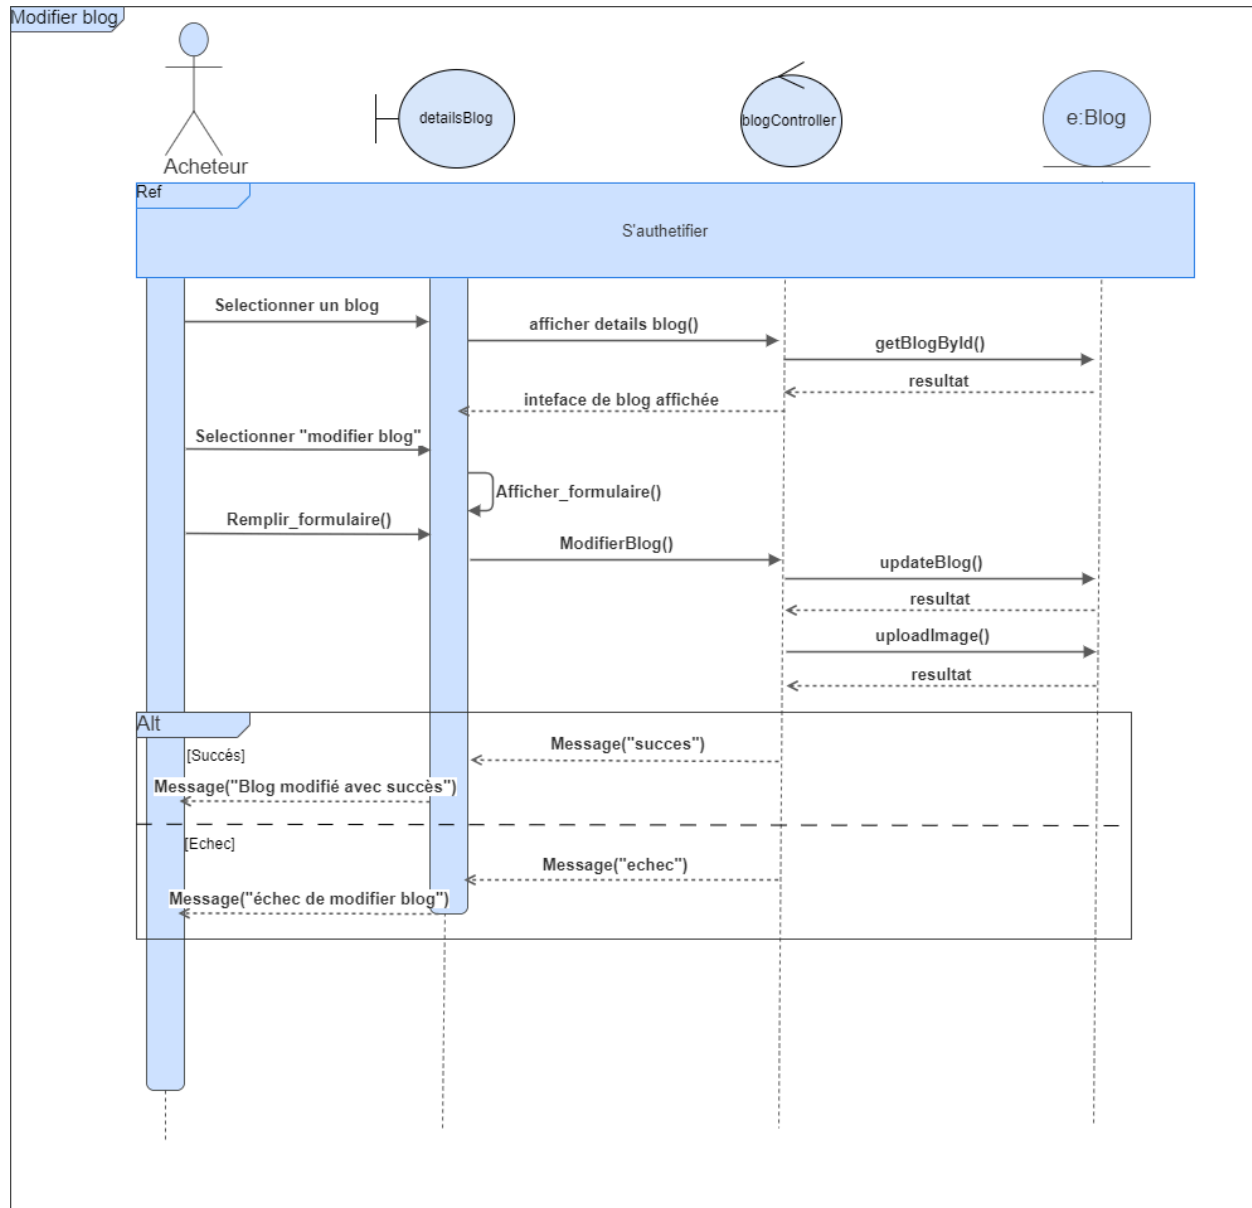 Modifier blog
Acheteur
detailsBlog
blogController
e:Blog
Ref
S'authetifier
Selectionner un blog
afficher details blog()
getBlogById()
resultat
inteface de blog affichée
Selectionner "modifier blog"
Afficher_formulaire()
Remplir_formulaire()
ModifierBlog()
updateBlog()
resultat
uploadImage()
resultat
Alt
[Succés]
Message("succes")
Message("Blog modifié avec succès")
[Echec]
Message("echec")
Message("échec de modifier blog")